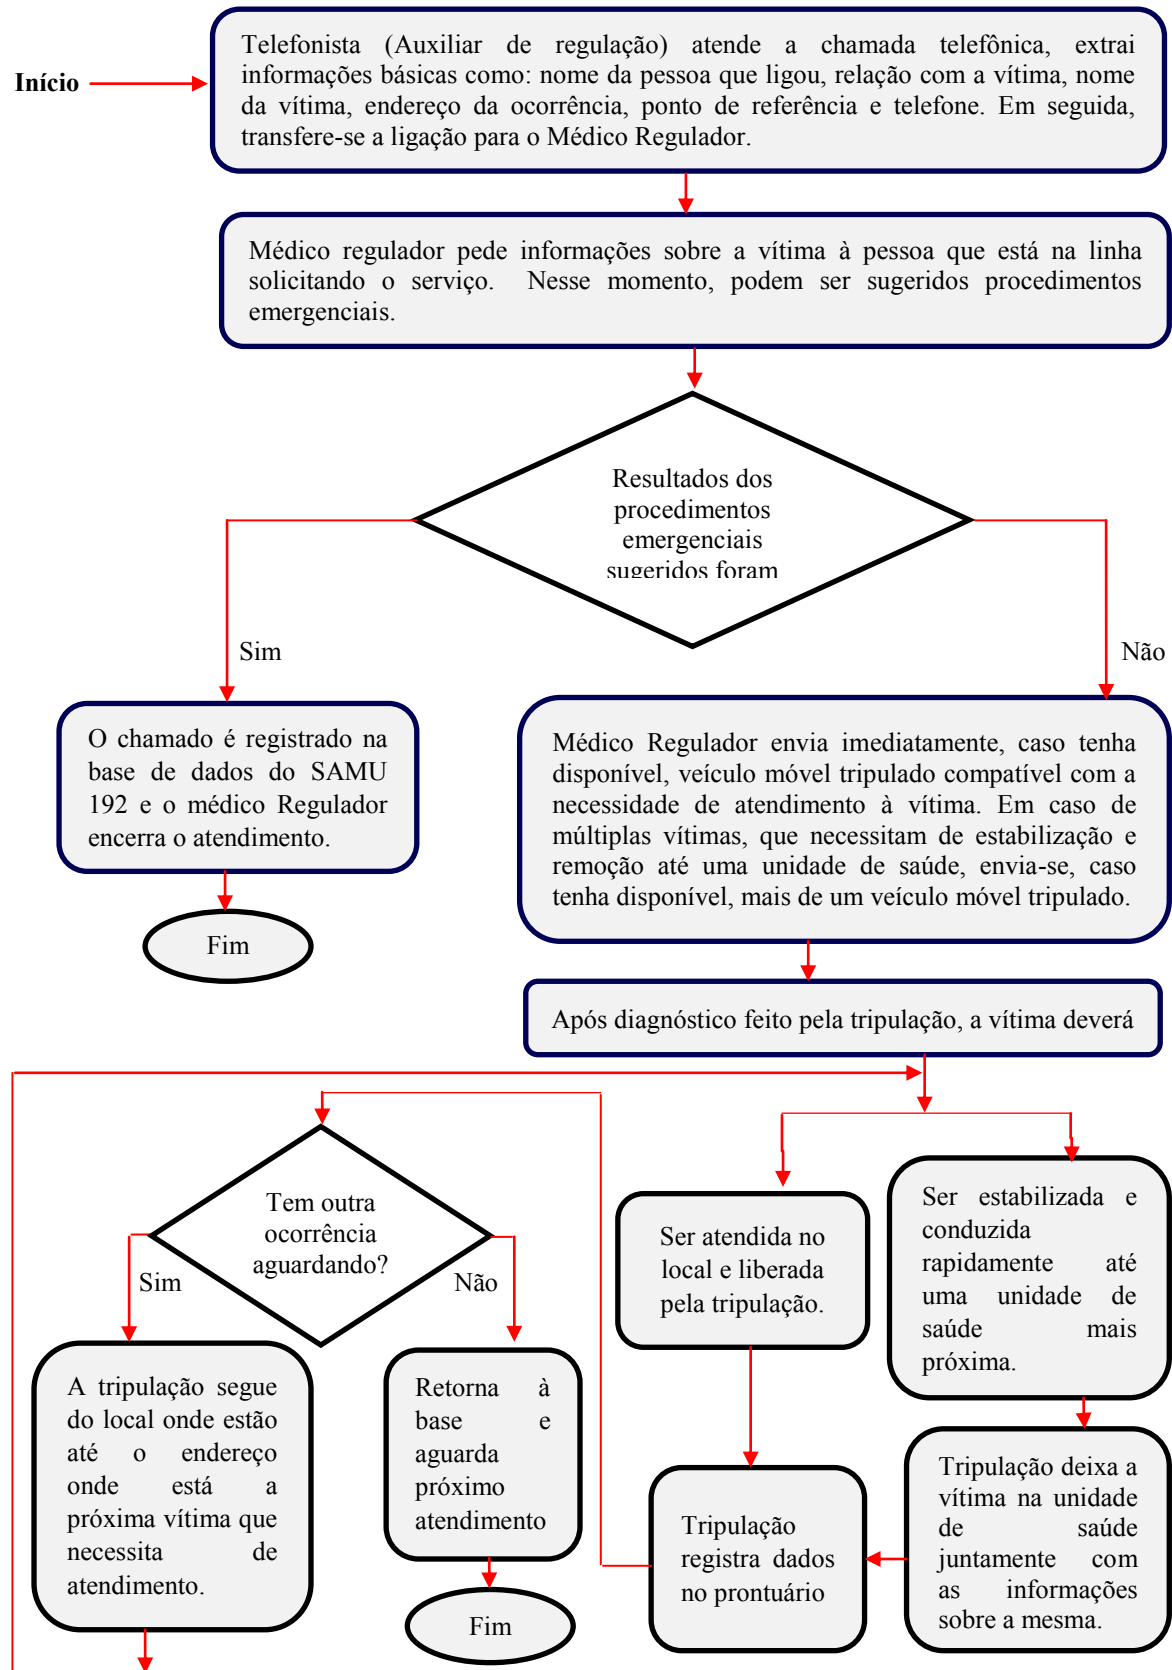 Início
Telefonista (Auxiliar de regulação) atende a chamada telefônica, extrai
informações básicas como: nome da pessoa que ligou, relação com a vítima, nome
da vítima, endereço da ocorrência, ponto de referência e telefone. Em seguida,
transfere-se a ligação para o Médico Regulador.
Médico regulador pede informações sobre a vítima à pessoa que está na linha
solicitando o serviço. Nesse momento, podem ser sugeridos procedimentos
emergenciais.
Resultados dos
procedimentos
emergenciais
sugeridos foram
Sim
Não
O chamado é registrado na
base de dados do SAMU
192 e o médico Regulador
encerra o atendimento.
Fim
Médico Regulador envia imediatamente, caso tenha
disponível, veículo móvel tripulado compatível com a
necessidade de atendimento à vítima. Em caso de
múltiplas vítimas, que necessitam de estabilização e
remoção até uma unidade de saúde, envia-se, caso
tenha disponível, mais de um veículo móvel tripulado.
Após diagnóstico feito pela tripulação, a vítima deverá
Ser atendida no
local e liberada
pela tripulação.
Ser estabilizada e
conduzida
rapidamente até
uma unidade de
saúde mais
próxima.
Tripulação deixa a
vítima na unidade
de saúde
juntamente com
as informações
sobre a mesma.
Tripulação
registra dados
no prontuário
Tem outra
ocorrência
aguardando?
Sim
Não
A tripulação segue
do local onde estão
até o endereço
onde está a
próxima vítima que
necessita de
atendimento.
Retorna à
base e
aguarda
próximo
atendimento
Fim